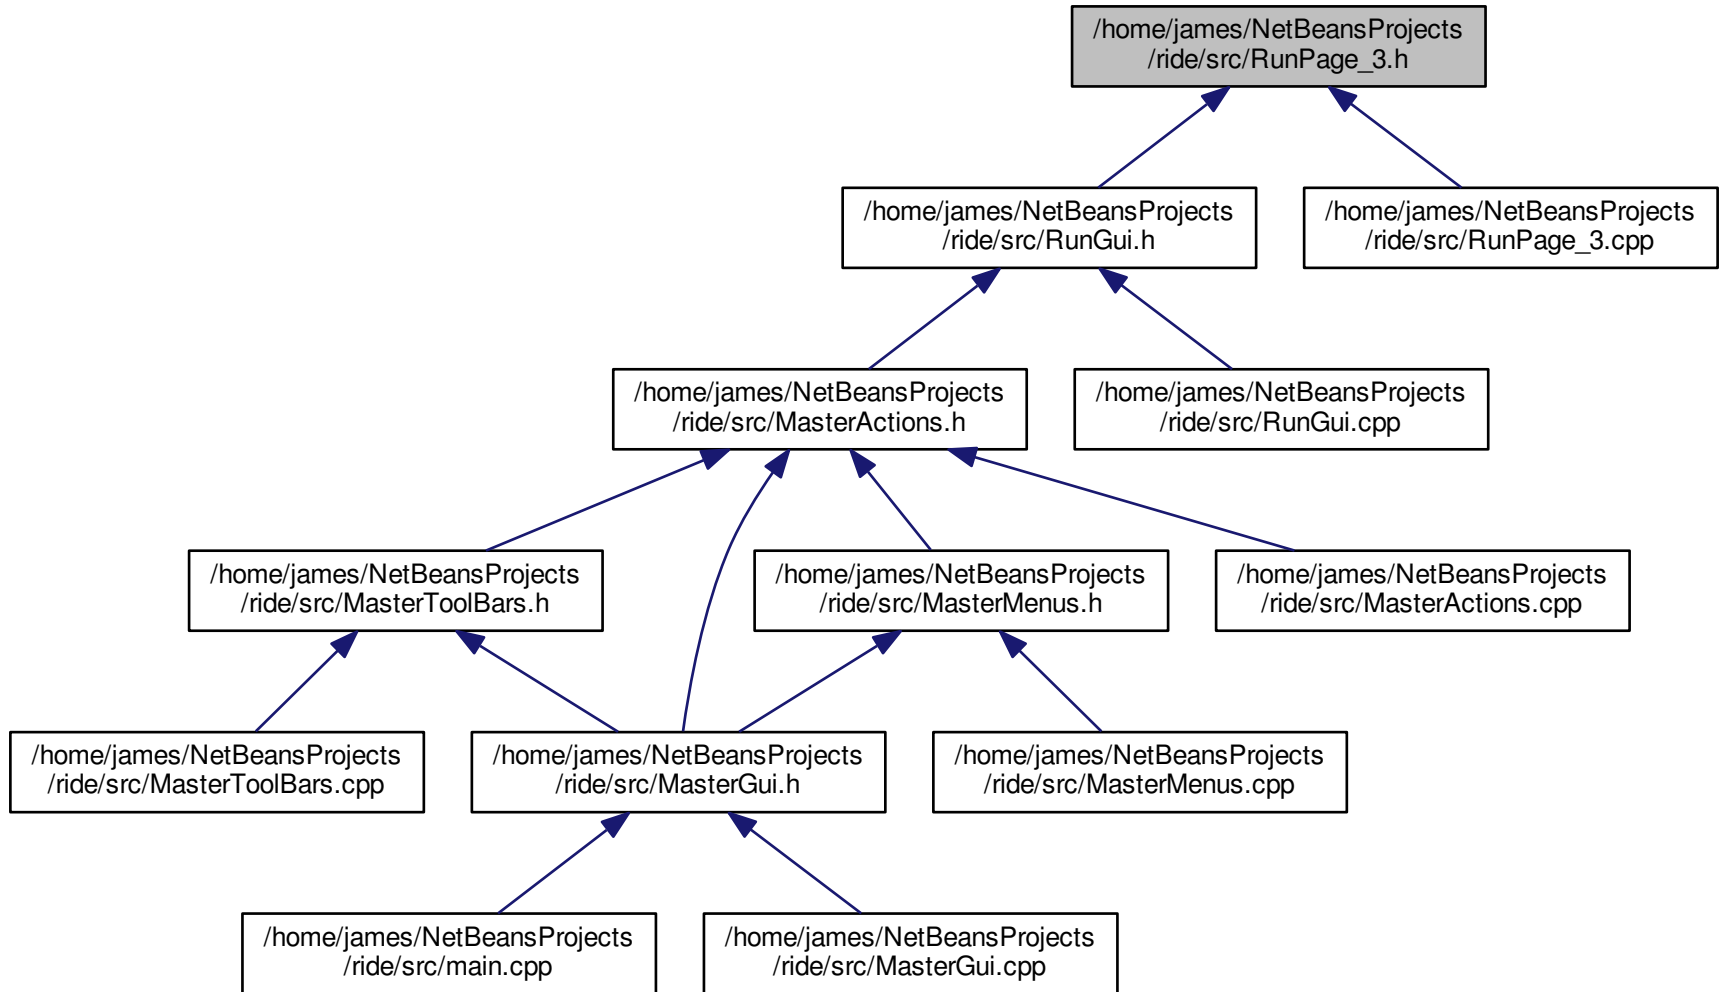 /home/james/NetBeansProjects
/ride/src/RunPage_3.h
/home/james/NetBeansProjects
/ride/src/RunGui.h
/home/james/NetBeansProjects
/ride/src/RunPage_3.cpp
/home/james/NetBeansProjects
/ride/src/MasterActions.h
/home/james/NetBeansProjects
/ride/src/RunGui.cpp
/home/james/NetBeansProjects
/ride/src/MasterToolBars.h
/home/james/NetBeansProjects
/ride/src/MasterMenus.h
/home/james/NetBeansProjects
/ride/src/MasterActions.cpp
/home/james/NetBeansProjects
/ride/src/MasterToolBars.cpp
/home/james/NetBeansProjects
/ride/src/MasterGui.h
/home/james/NetBeansProjects
/ride/src/MasterMenus.cpp
/home/james/NetBeansProjects
/ride/src/main.cpp
/home/james/NetBeansProjects
/ride/src/MasterGui.cpp